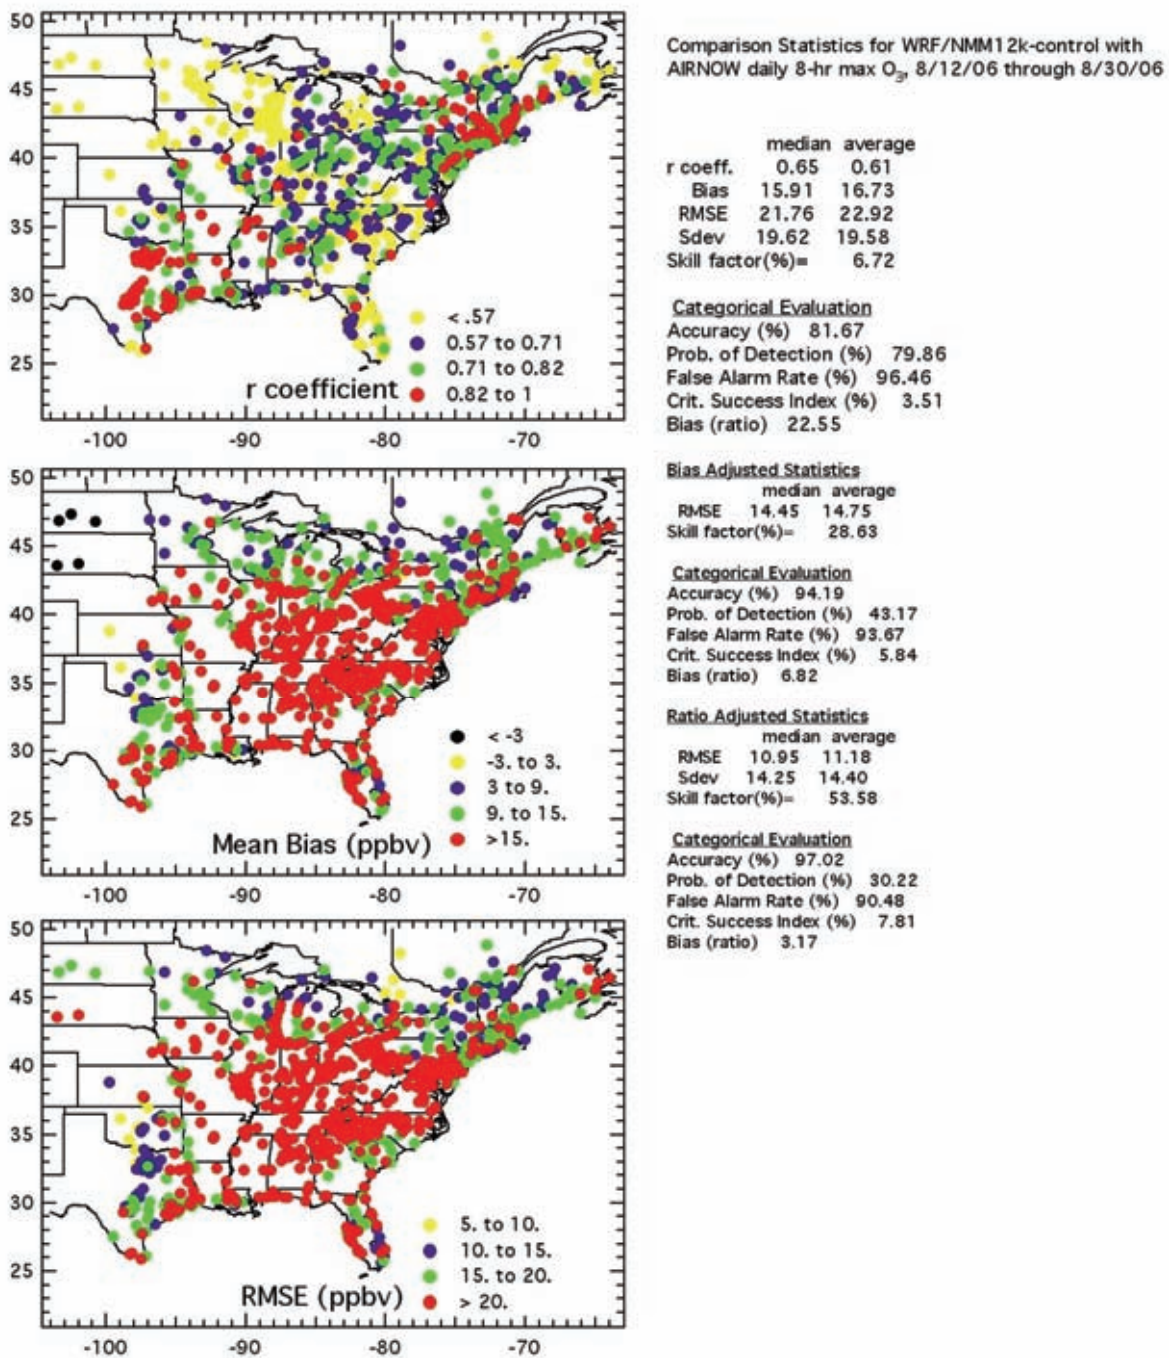 50
45
40
35
30
25
< .57
0.57 to 0.71
0.71 to 0.82
0.82 to 1
r coefficient
-100 -90 -80 -70
50
45
40
35
30
25
< -3
-3. to 3.
3 to 9.
9. to 15.
>15.
Mean Bias (ppbv)
-100 -90 -80 -70
50
45
40
35
30
25
5. to 10.
10. to 15.
15. to 20.
> 20.
RMSE (ppbv)
-100 -90 -80 -70
Comparison Statistics for WRF/NMM12k-control with
AIRNOW daily 8-hr max O3, 8/12/06 through 8/30/06
median average
r coeff. 0.65 0.61
Bias 15.91 16.73
RMSE 21.76 22.92
Sdev 19.62 19.58
Skill factor(%)= 6.72
Categorical Evaluation
Accuracy (%) 81.67
Prob. of Detection (%) 79.86
False Alarm Rate (%) 96.46
Crit. Success Index (%) 3.51
Bias (ratio) 22.55
Bias Adjusted Statistics
median average
RMSE 14.45 14.75
Skill factor(%)= 28.63
Categorical Evaluation
Accuracy (%) 94.19
Prob. of Detection (%) 43.17
False Alarm Rate (%) 93.67
Crit. Success Index (%) 5.84
Bias (ratio) 6.82
Ratio Adjusted Statistics
median average
RMSE 10.95 11.18
Sdev 14.25 14.40
Skill factor(%)= 53.58
Categorical Evaluation
Accuracy (%) 97.02
Prob. of Detection (%) 30.22
False Alarm Rate (%) 90.48
Crit. Success Index (%) 7.81
Bias (ratio) 3.17